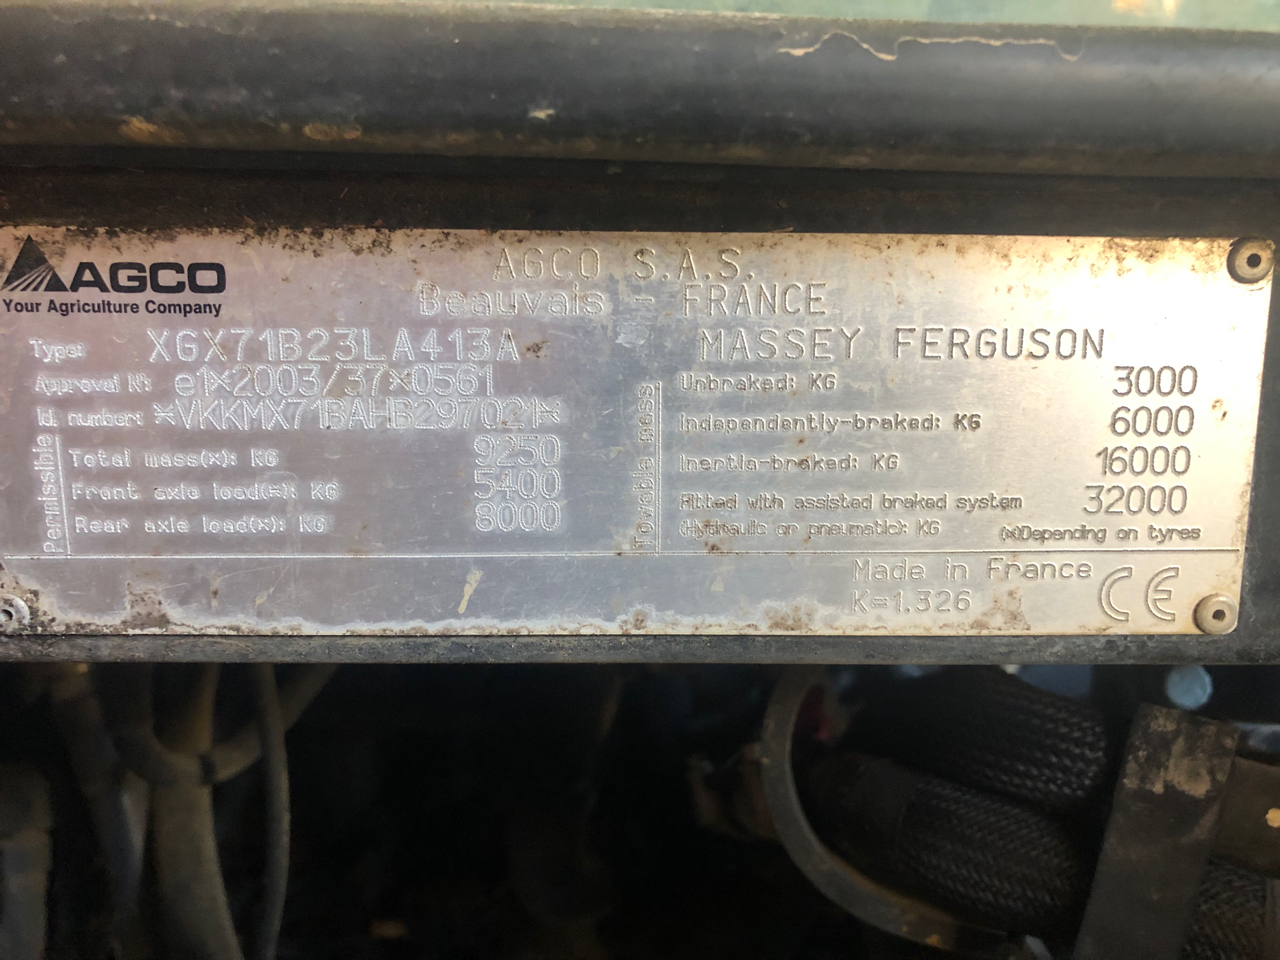 AGCO
Your Agriculture Company
AGCO S.A.S.
Beauvais - FRANCE
Type: XGX71B23LA413A
MASSEY FERGUSON
Approval N°: e1*2003/37*0561
Id. number: *VKKMX71BAHB297021*
Permissible
Total mass(*): KG 9250
Front axle load(*): KG 5400
Rear axle load(*): KG 8000
Towable mass
Unbraked: KG 3000
Independently-braked: KG 6000
Inertia-braked: KG 16000
Fitted with assisted braked system 32000
(Hydraulic or pneumatic): KG
(*)Depending on tyres
Made in France
K=1.326
CE